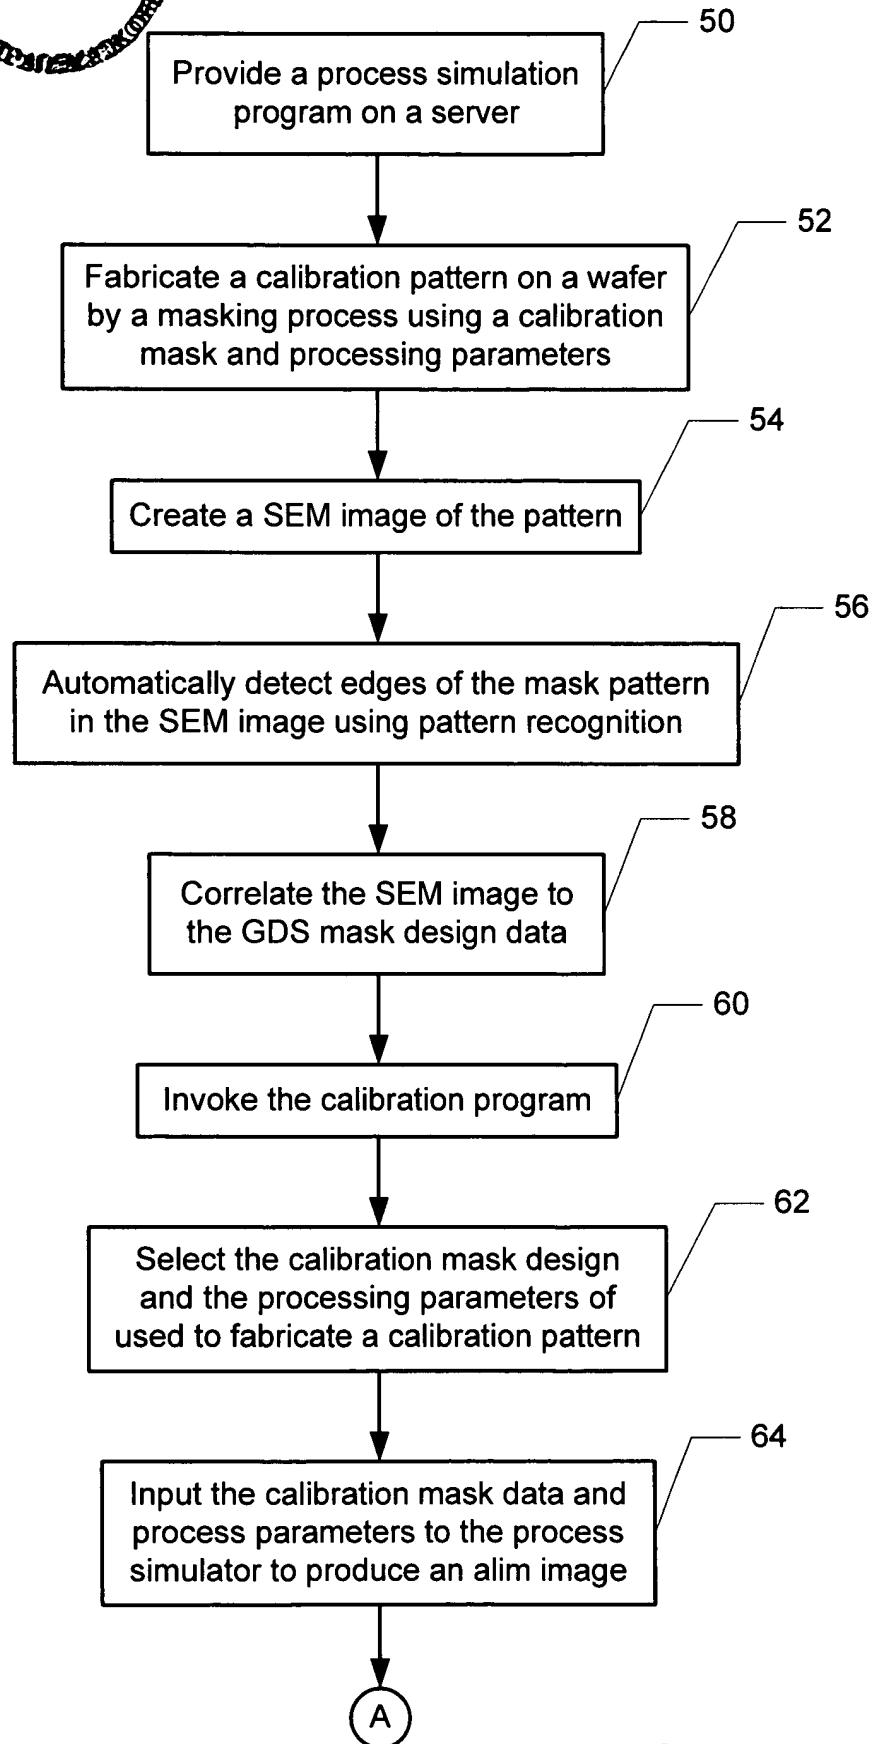 50
Provide a process simulation
program on a server
52
Fabricate a calibration pattern on a wafer
by a masking process using a calibration
mask and processing parameters
54
Create a SEM image of the pattern
56
Automatically detect edges of the mask pattern
in the SEM image using pattern recognition
58
Correlate the SEM image to
the GDS mask design data
60
Invoke the calibration program
62
Select the calibration mask design
and the processing parameters of
used to fabricate a calibration pattern
64
Input the calibration mask data and
process parameters to the process
simulator to produce an alim image
A